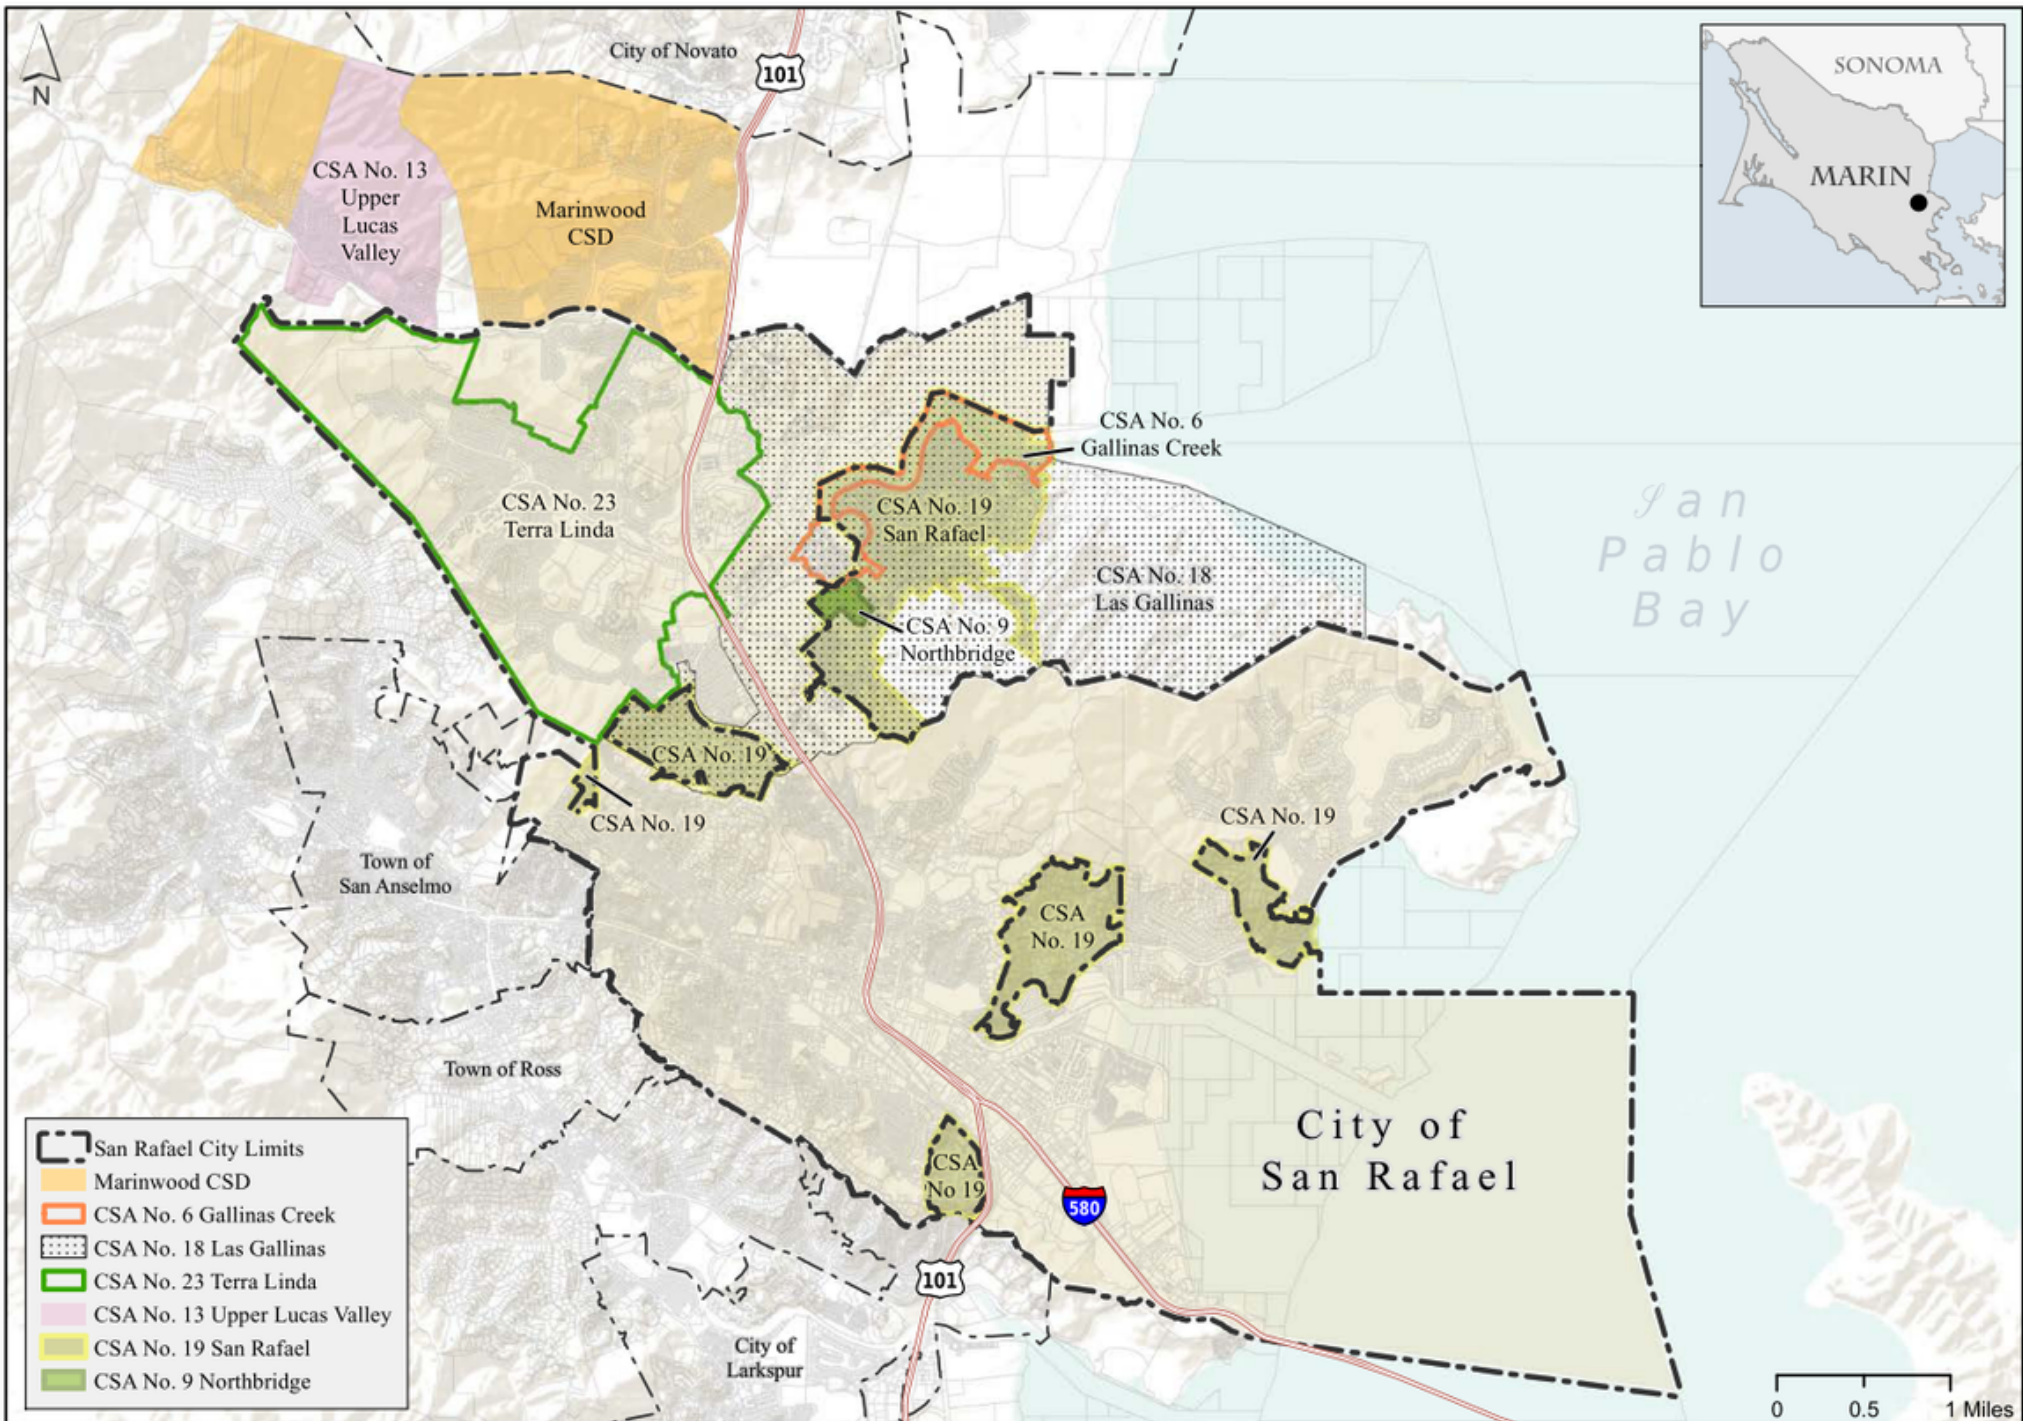 N
City of Novato
101
SONOMA
MARIN
CSA No. 13
Upper
Lucas
Valley
Marinwood
CSD
CSA No. 6
Gallinas Creek
CSA No. 23
Terra Linda
CSA No. 19
San Rafael
San
Pablo
Bay
CSA No. 18
Las Gallinas
CSA No. 9
Northbridge
CSA No. 19
CSA No. 19
CSA No. 19
Town of
San Anselmo
CSA
No. 19
Town of Ross
City of
San Rafael
CSA
No 19
580
101
City of
Larkspur
San Rafael City Limits
Marinwood CSD
CSA No. 6 Gallinas Creek
CSA No. 18 Las Gallinas
CSA No. 23 Terra Linda
CSA No. 13 Upper Lucas Valley
CSA No. 19 San Rafael
CSA No. 9 Northbridge
0 0.5 1 Miles